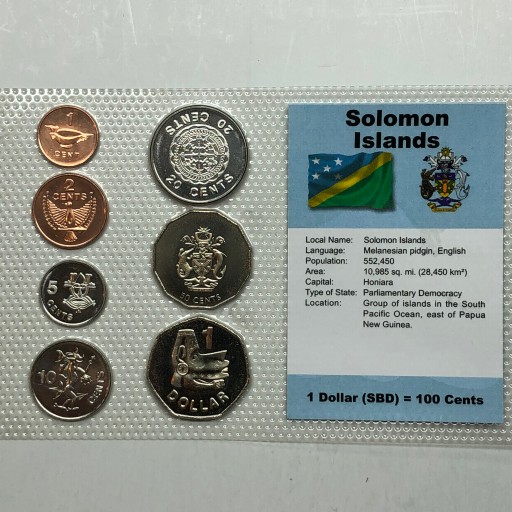 1
CENT
2
CENTS
5
CENTS
10
CENTS
20 CENTS
20 CENTS
50 CENTS
1
DOLLAR
Solomon
Islands
Local Name: Solomon Islands
Language: Melanesian pidgin, English
Population: 552,450
Area: 10,985 sq. mi. (28,450 km²)
Capital: Honiara
Type of State: Parliamentary Democracy
Location: Group of islands in the South
Pacific Ocean, east of Papua
New Guinea.
1 Dollar (SBD) = 100 Cents